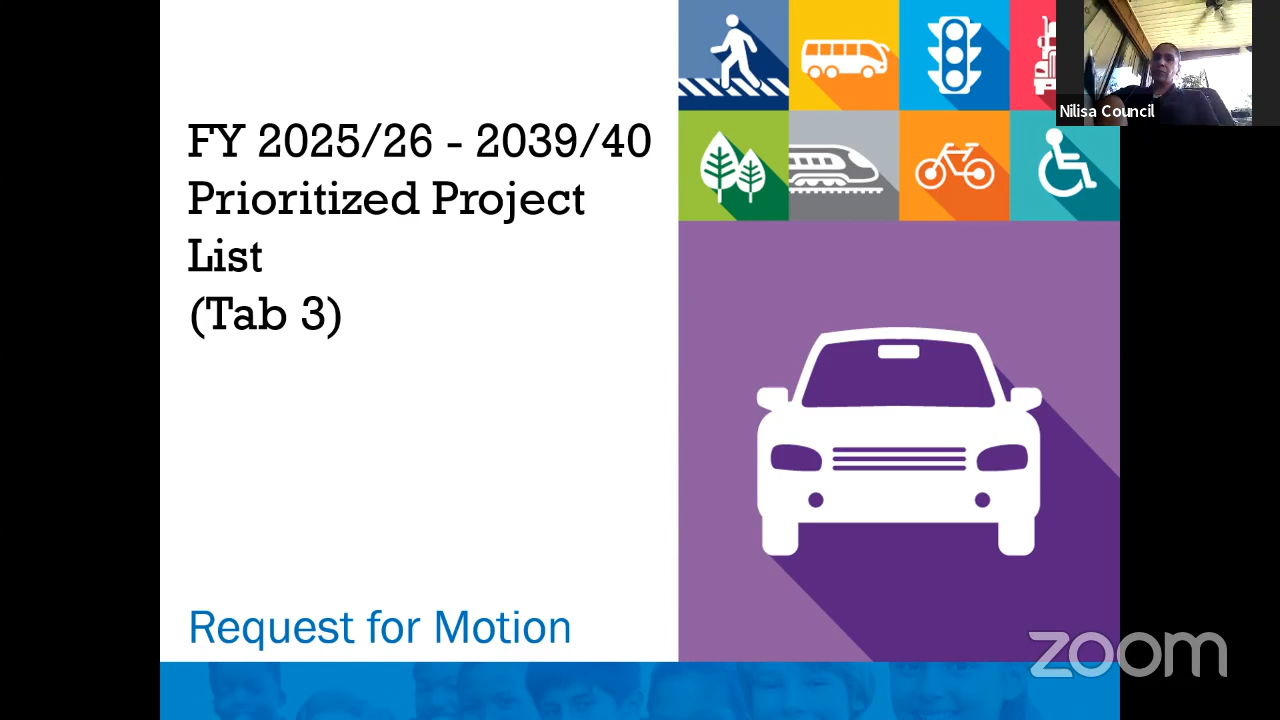 Nilisa Council
FY 2025/26 - 2039/40
Prioritized Project
List
(Tab 3)
Request for Motion
zoom